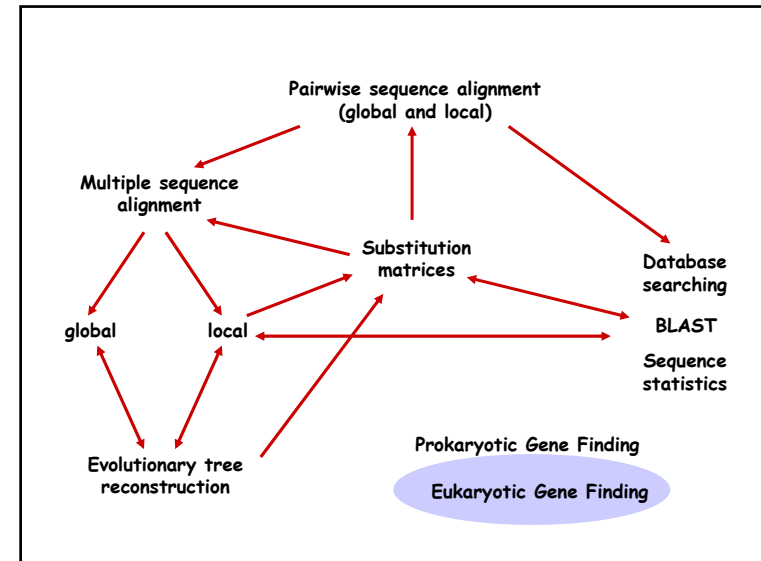 Pairwise sequence alignment
(global and local)
Multiple sequence
alignment
Substitution
matrices
Database
searching
global
local
BLAST
Sequence
statistics
Prokaryotic Gene Finding
Evolutionary tree
reconstruction
Eukaryotic Gene Finding